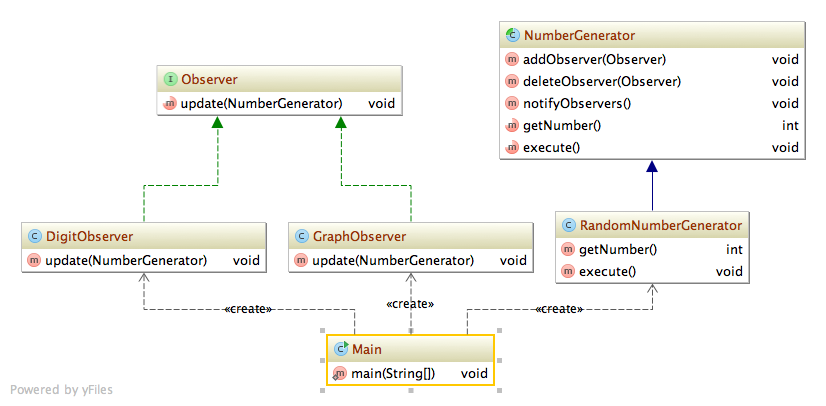 NumberGenerator
addObserver(Observer) void
deleteObserver(Observer) void
notifyObservers() void
getNumber() int
execute() void
I Observer
m update(NumberGenerator) void
C DigitObserver
m update(NumberGenerator) void
C GraphObserver
m update(NumberGenerator) void
C RandomNumberGenerator
m getNumber() int
m execute() void
«create»
«create»
«create»
C Main
m main(String[]) void
Powered by yFiles